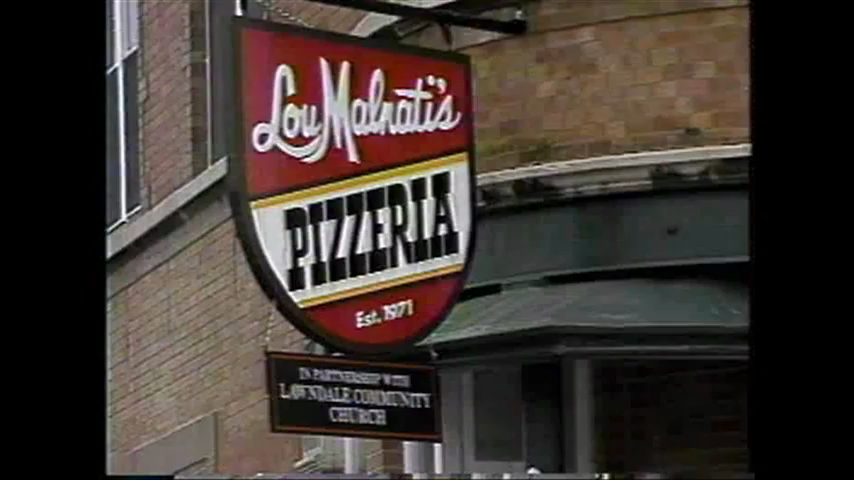 Lou Malnati's
PIZZERIA
Est. 1971
IN PARTNERSHIP WITH
LAWNDALE COMMUNITY
CHURCH